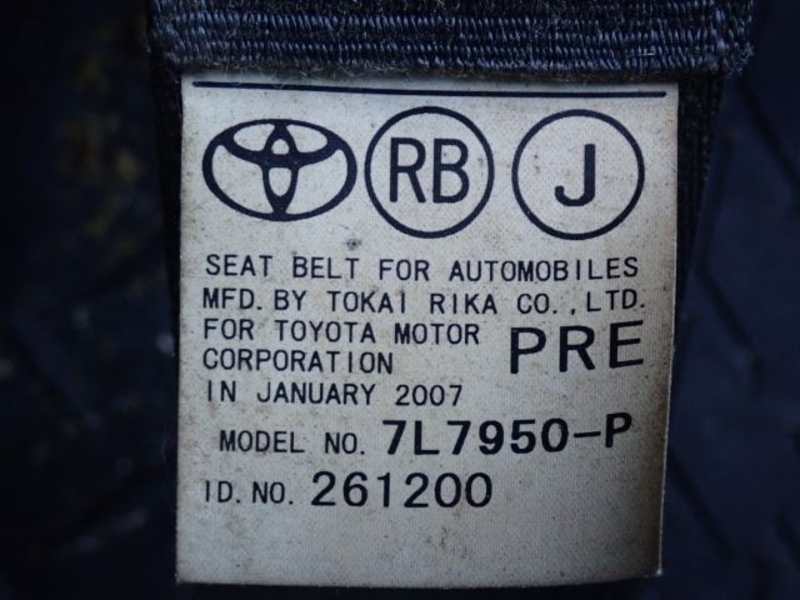 RB J
SEAT BELT FOR AUTOMOBILES
MFD. BY TOKAI RIKA CO., LTD.
FOR TOYOTA MOTOR
CORPORATION
PRE
IN JANUARY 2007
MODEL NO. 7L7950-P
ID. NO. 261200